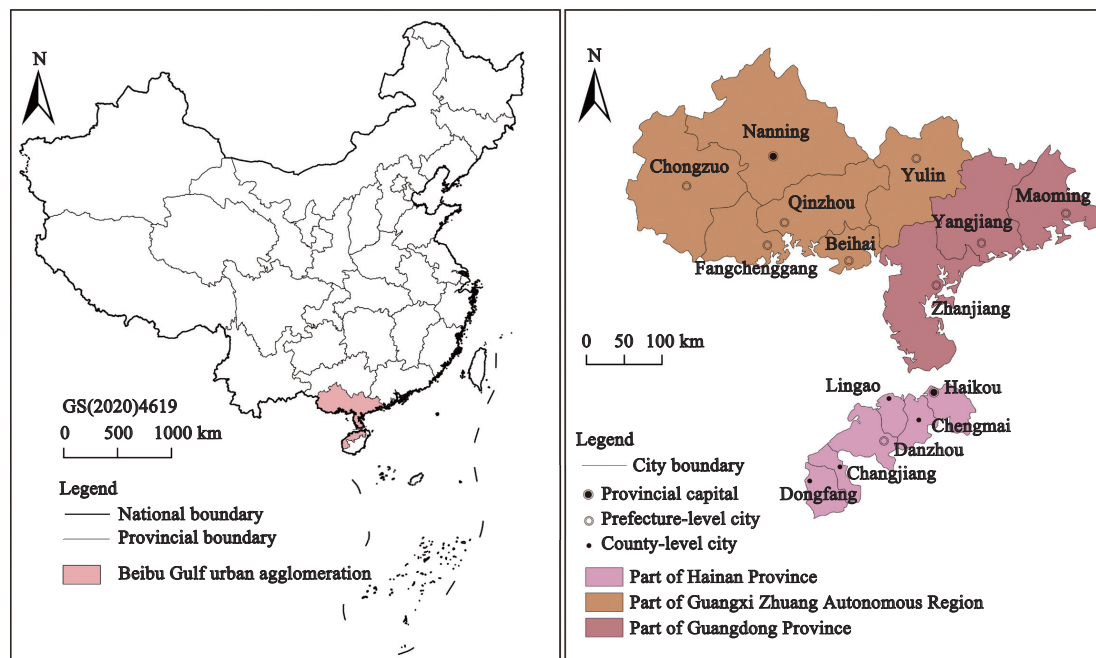 N
GS(2020)4619
0 500 1000 km
Legend
National boundary
Provincial boundary
Beibu Gulf urban agglomeration
N
Nanning
Chongzuo
Yulin
Maoming
Qinzhou
Yangjiang
Beihai
Fangchenggang
Zhanjiang
0 50 100 km
Lingao
Haikou
Chengmai
Danzhou
Changjiang
Dongfang
Legend
City boundary
Provincial capital
Prefecture-level city
County-level city
Part of Hainan Province
Part of Guangxi Zhuang Autonomous Region
Part of Guangdong Province